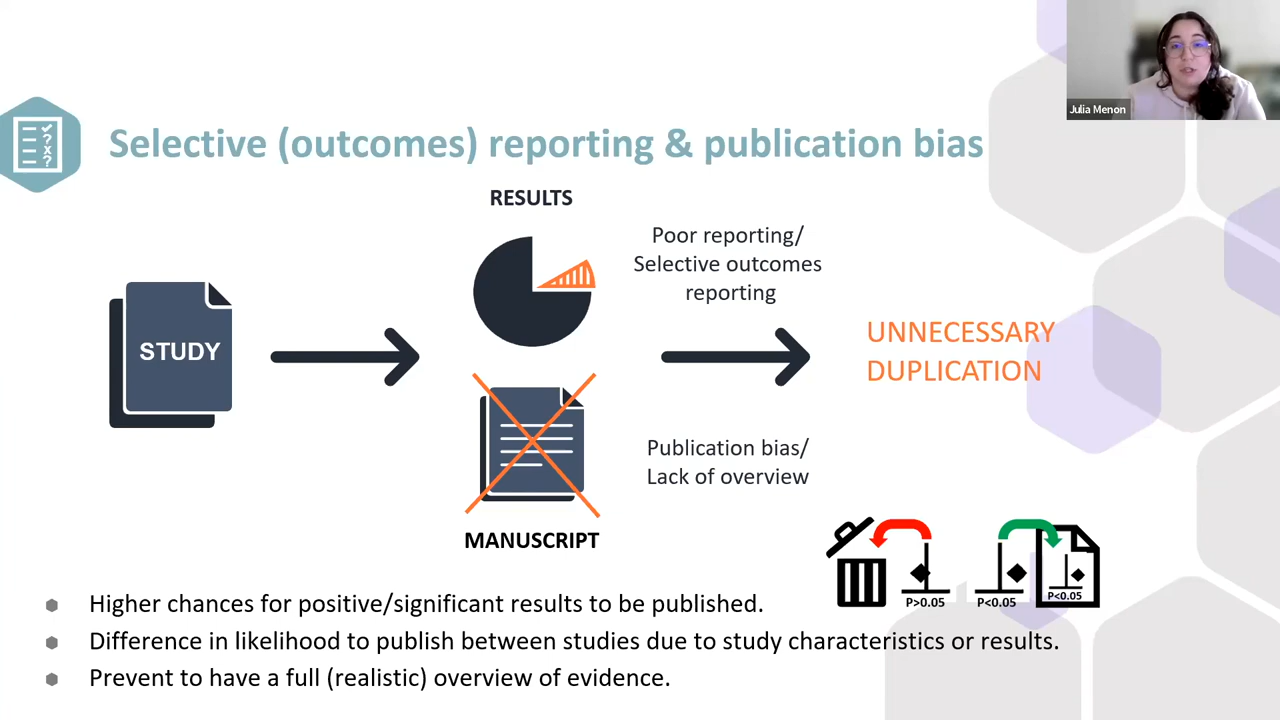 Julia Menon
Selective (outcomes) reporting & publication bias
RESULTS
Poor reporting/
Selective outcomes
reporting
STUDY
UNNECESSARY
DUPLICATION
Publication bias/
Lack of overview
MANUSCRIPT
P>0.05
P<0.05
P<0.05
Higher chances for positive/significant results to be published.
Difference in likelihood to publish between studies due to study characteristics or results.
Prevent to have a full (realistic) overview of evidence.